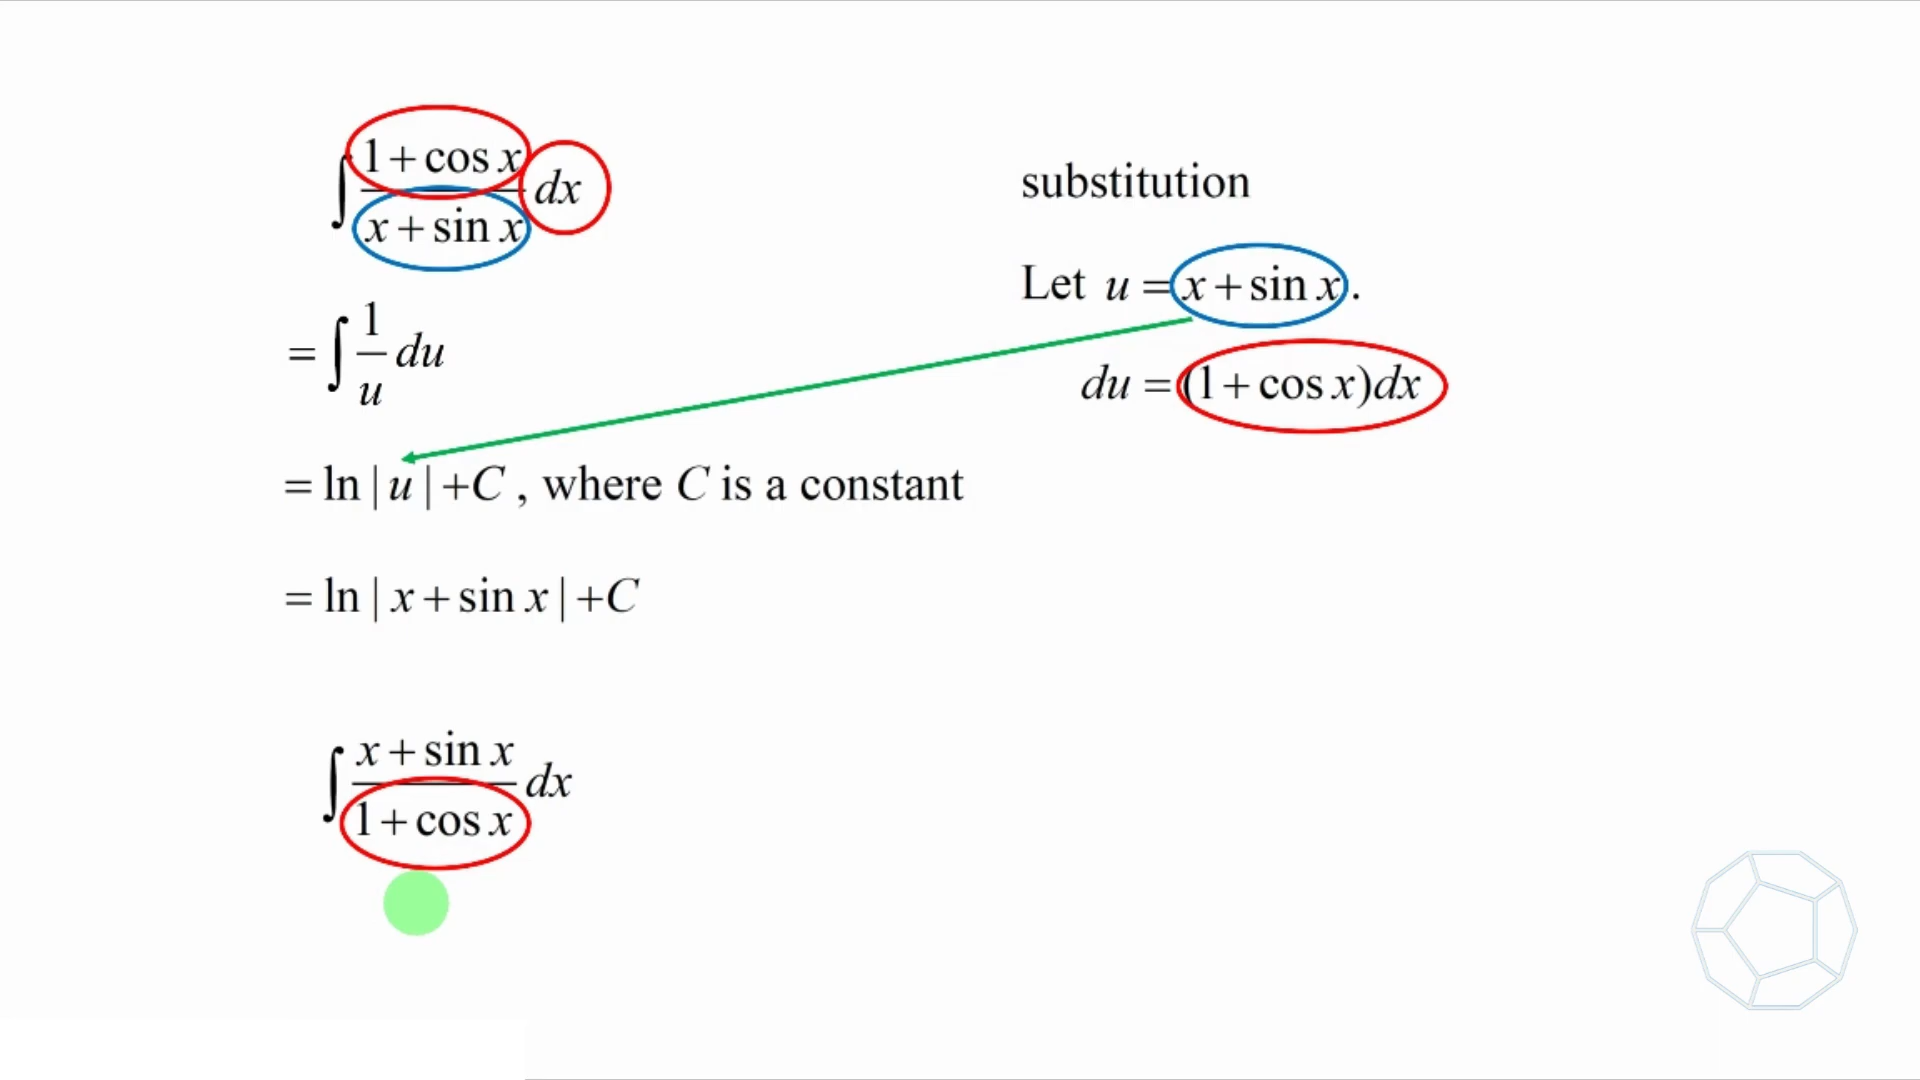 ∫ (1 + cos x)/(x + sin x) dx
= ∫ 1/u du
= ln | u | + C , where C is a constant
= ln | x + sin x | + C
∫ (x + sin x)/(1 + cos x) dx
substitution
Let u = x + sin x .
du = (1 + cos x)dx